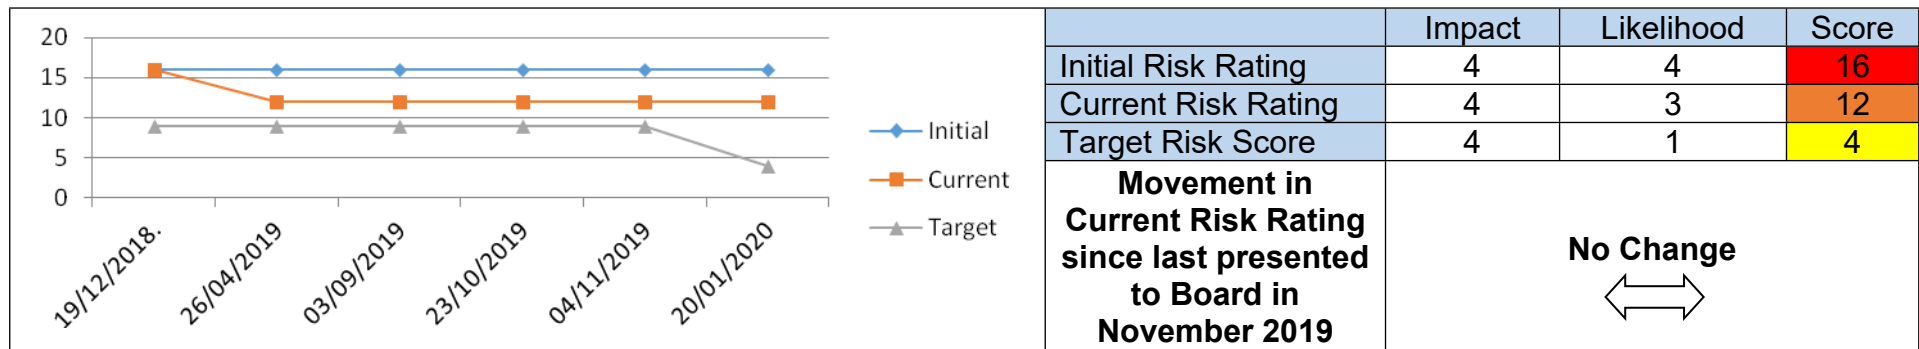 20
15
10
5
0
19/12/2018.
26/04/2019
03/09/2019
23/10/2019
04/11/2019
20/01/2020
Initial
Current
Target
Impact Likelihood Score
Initial Risk Rating 4 4 16
Current Risk Rating 4 3 12
Target Risk Score 4 1 4
Movement in
Current Risk Rating
since last presented
to Board in
November 2019
No Change